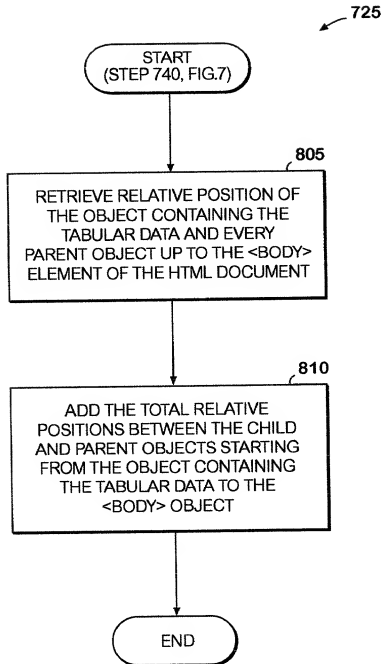 725
START
(STEP 740, FIG.7)
805
RETRIEVE RELATIVE POSITION OF
THE OBJECT CONTAINING THE
TABULAR DATA AND EVERY
PARENT OBJECT UP TO THE <BODY>
ELEMENT OF THE HTML DOCUMENT
810
ADD THE TOTAL RELATIVE
POSITIONS BETWEEN THE CHILD
AND PARENT OBJECTS STARTING
FROM THE OBJECT CONTAINING
THE TABULAR DATA TO THE
<BODY> OBJECT
END